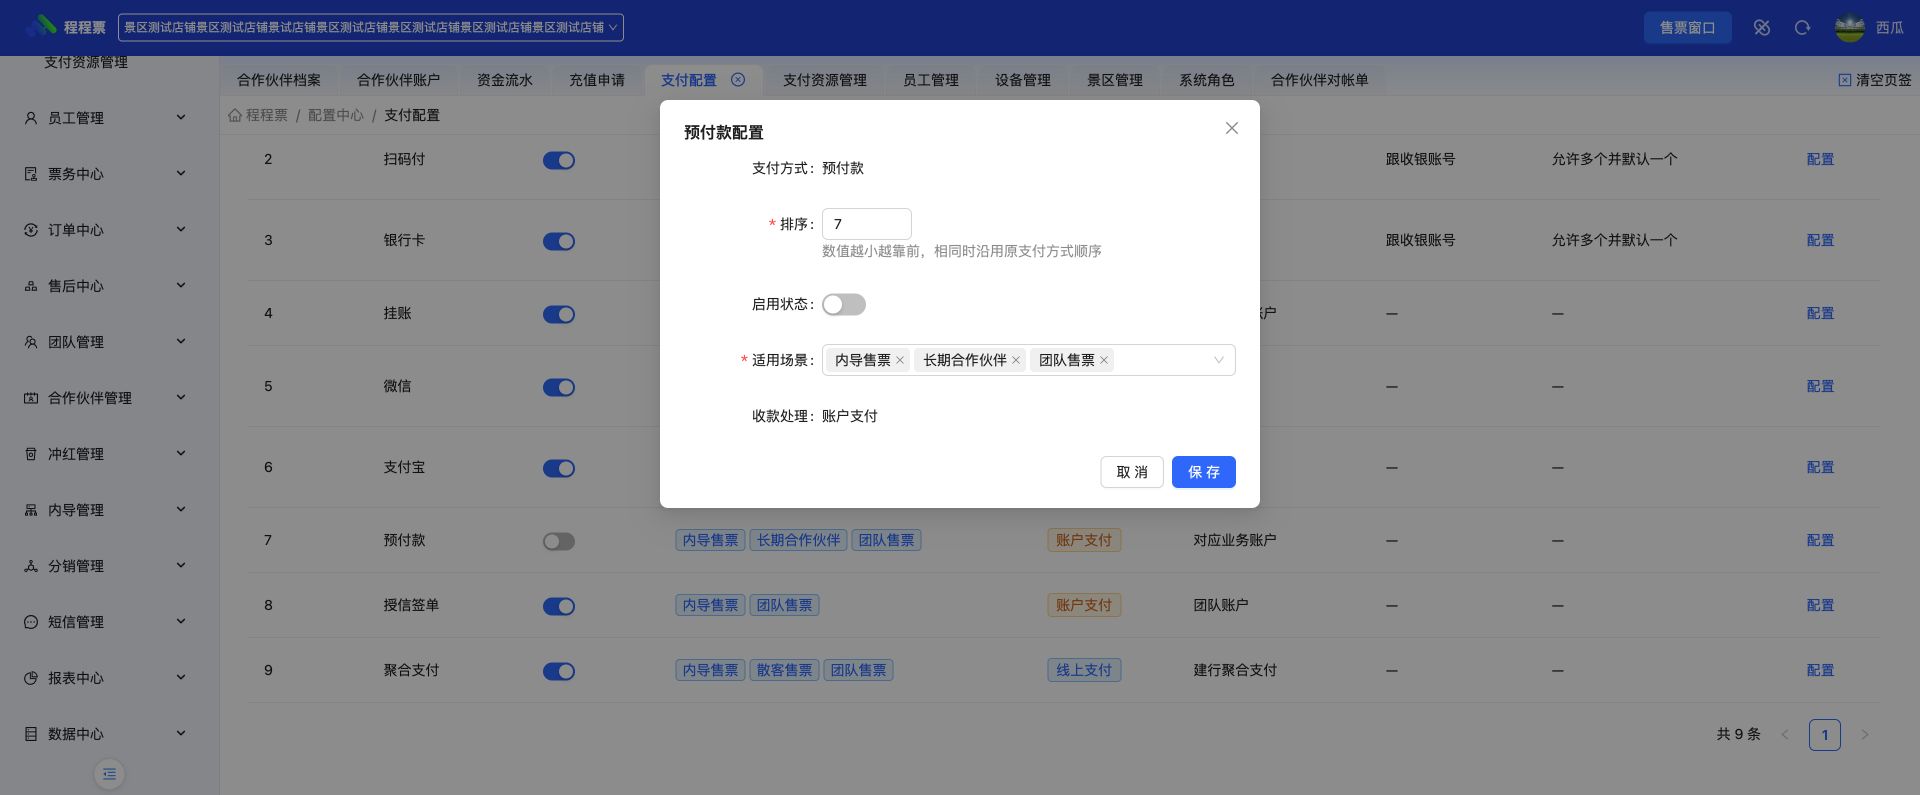 程程票
景区测试店铺景区测试店铺景试店铺景区测试店铺景区测试店铺景区测试店铺景区测试店铺
售票窗口
西瓜
支付资源管理
员工管理
票务中心
订单中心
售后中心
团队管理
合作伙伴管理
冲红管理
内导管理
分销管理
短信管理
报表中心
数据中心
合作伙伴档案 合作伙伴账户 资金流水 充值申请 支付配置 支付资源管理 员工管理 设备管理 景区管理 系统角色 合作伙伴对帐单 清空页签
程程票 / 配置中心 / 支付配置
2 扫码付 跟收银账号 允许多个并默认一个 配置
3 银行卡 跟收银账号 允许多个并默认一个 配置
4 挂账 账户 — — 配置
5 微信 — — 配置
6 支付宝 — — 配置
7 预付款 内导售票 长期合作伙伴 团队售票 账户支付 对应业务账户 — — 配置
8 授信签单 内导售票 团队售票 账户支付 团队账户 — — 配置
9 聚合支付 内导售票 散客售票 团队售票 线上支付 建行聚合支付 — — 配置
共 9 条 1
预付款配置
支付方式: 预付款
* 排序: 7
数值越小越靠前，相同时沿用原支付方式顺序
启用状态:
* 适用场景: 内导售票 长期合作伙伴 团队售票
收款处理: 账户支付
取 消 保 存